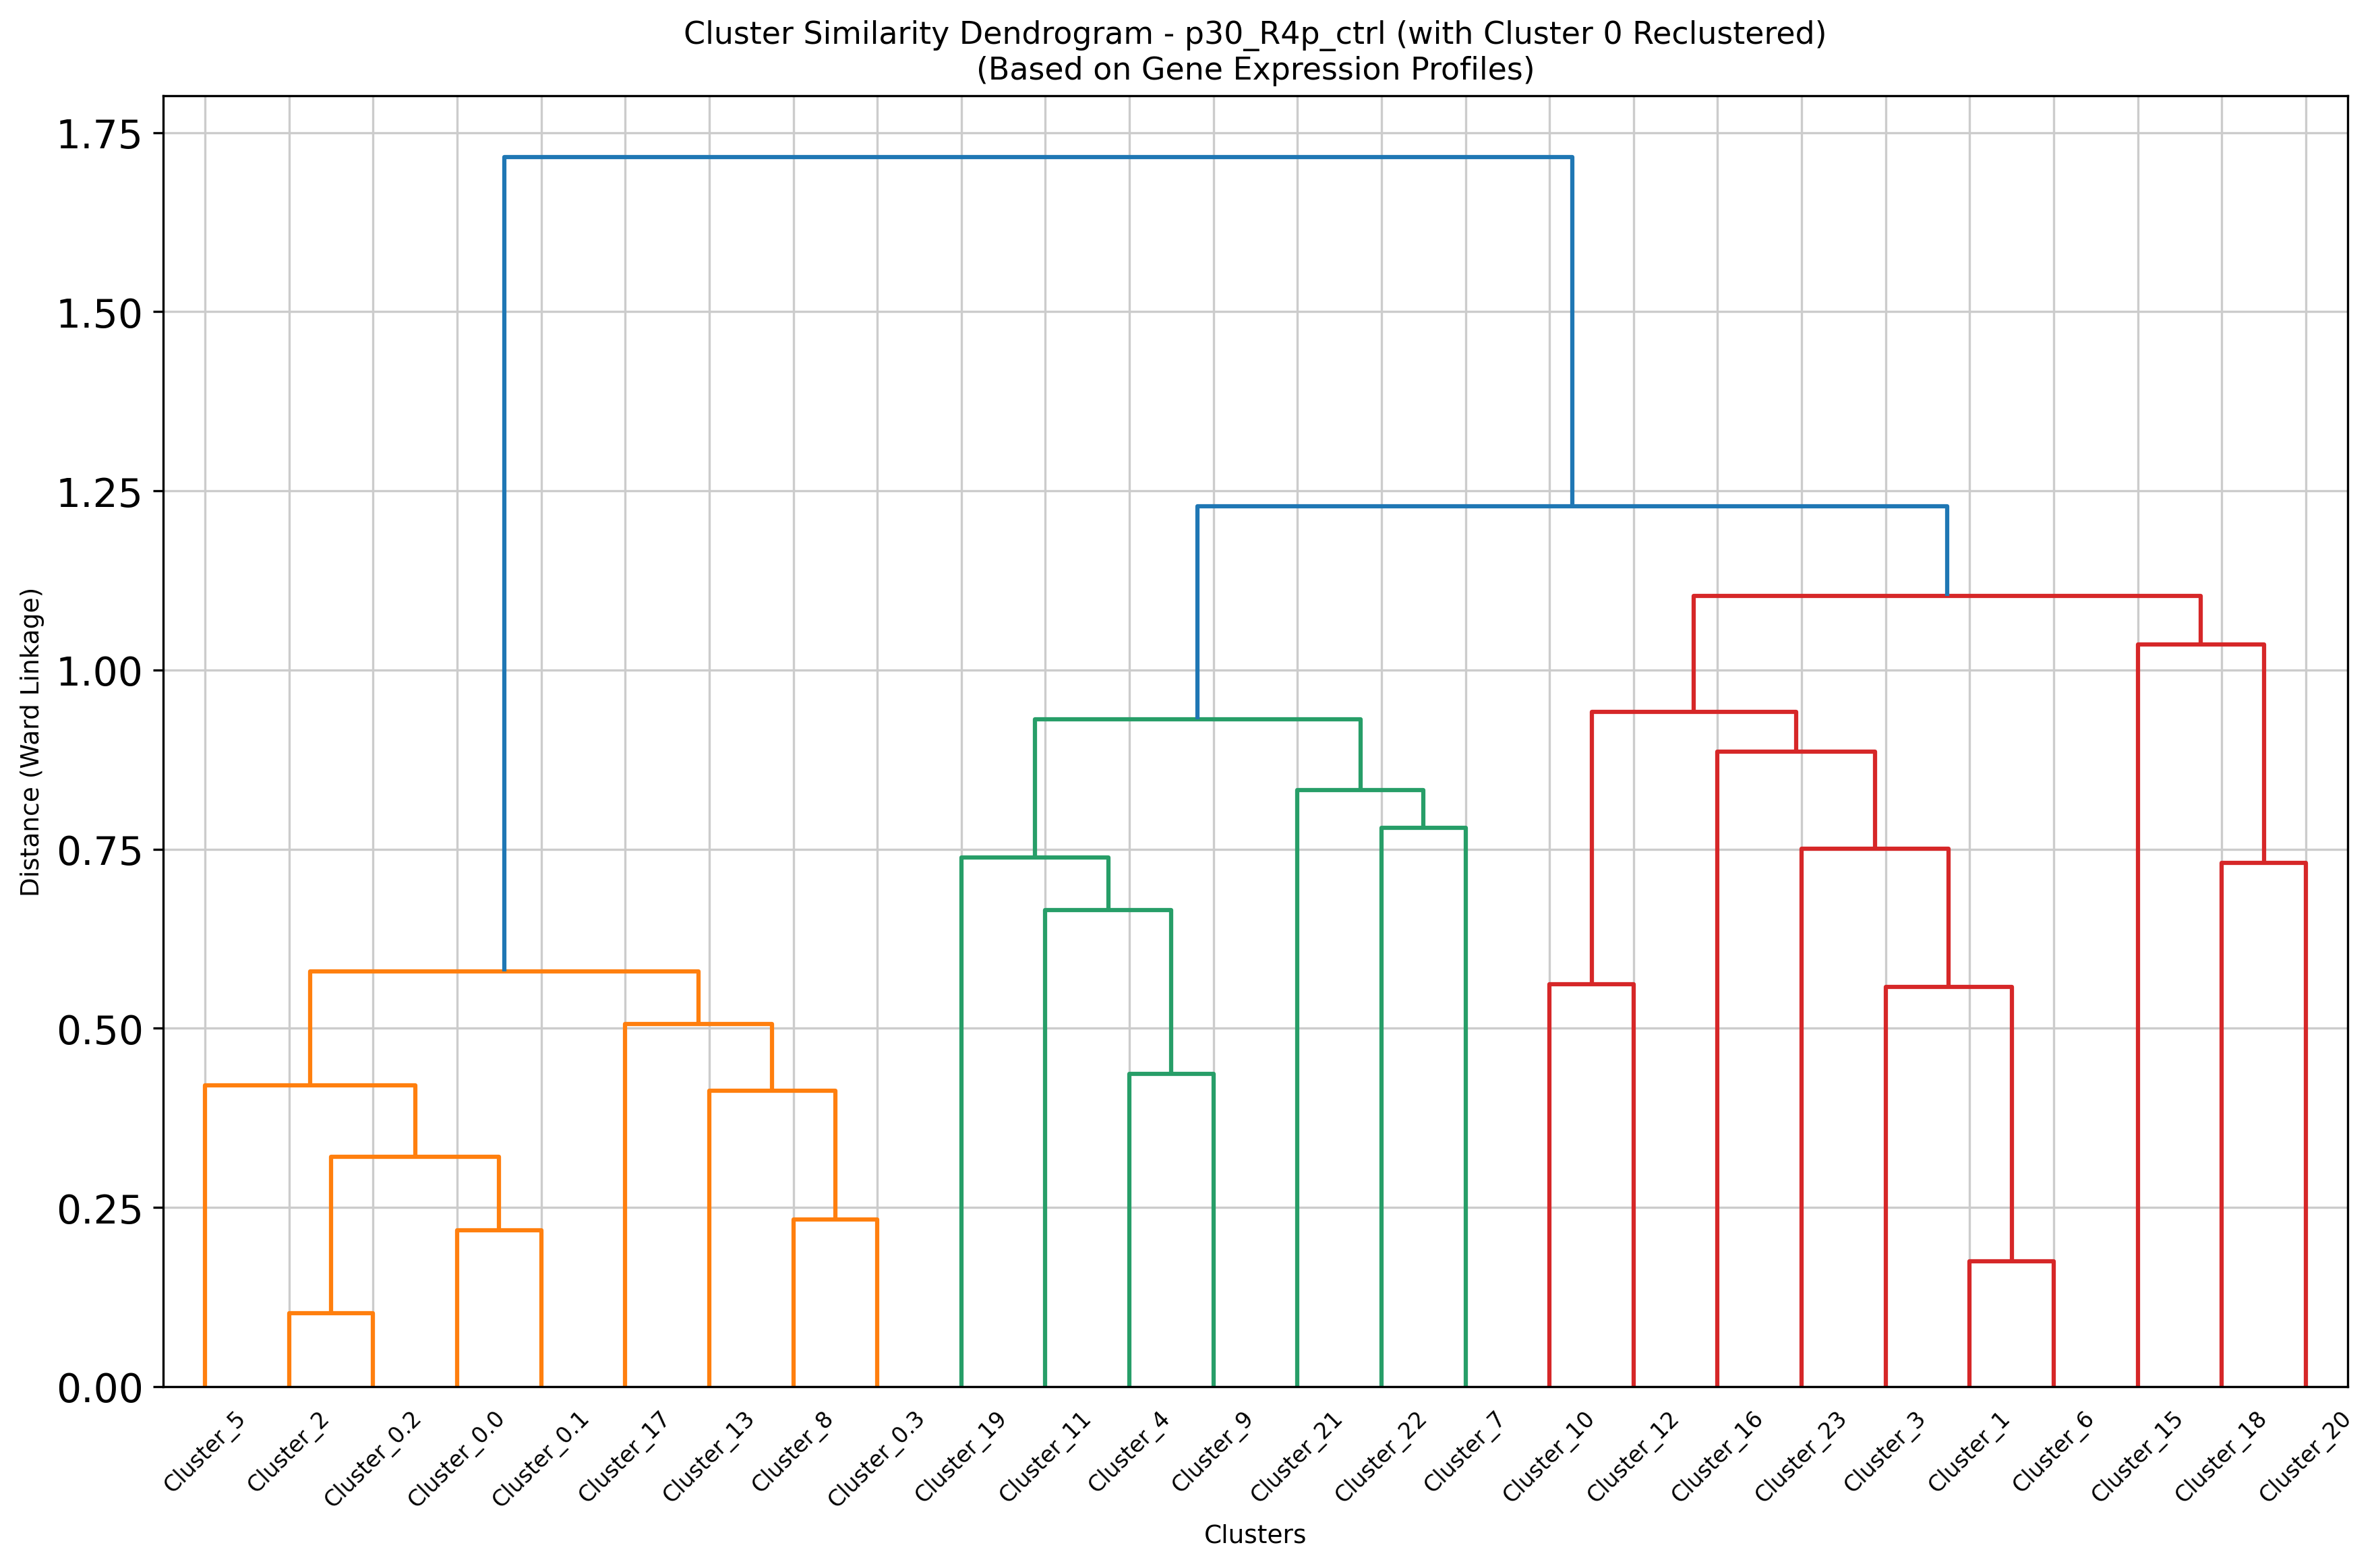 Cluster Similarity Dendrogram - p30_R4p_ctrl (with Cluster 0 Reclustered)
(Based on Gene Expression Profiles)
Distance (Ward Linkage)
1.75
1.50
1.25
1.00
0.75
0.50
0.25
0.00
Cluster_5
Cluster_2
Cluster_0.2
Cluster_0.0
Cluster_0.1
Cluster_17
Cluster_13
Cluster_8
Cluster_0.3
Cluster_19
Cluster_11
Cluster_4
Cluster_9
Cluster_21
Cluster_22
Cluster_7
Cluster_10
Cluster_12
Cluster_16
Cluster_23
Cluster_3
Cluster_1
Cluster_6
Cluster_15
Cluster_18
Cluster_20
Clusters